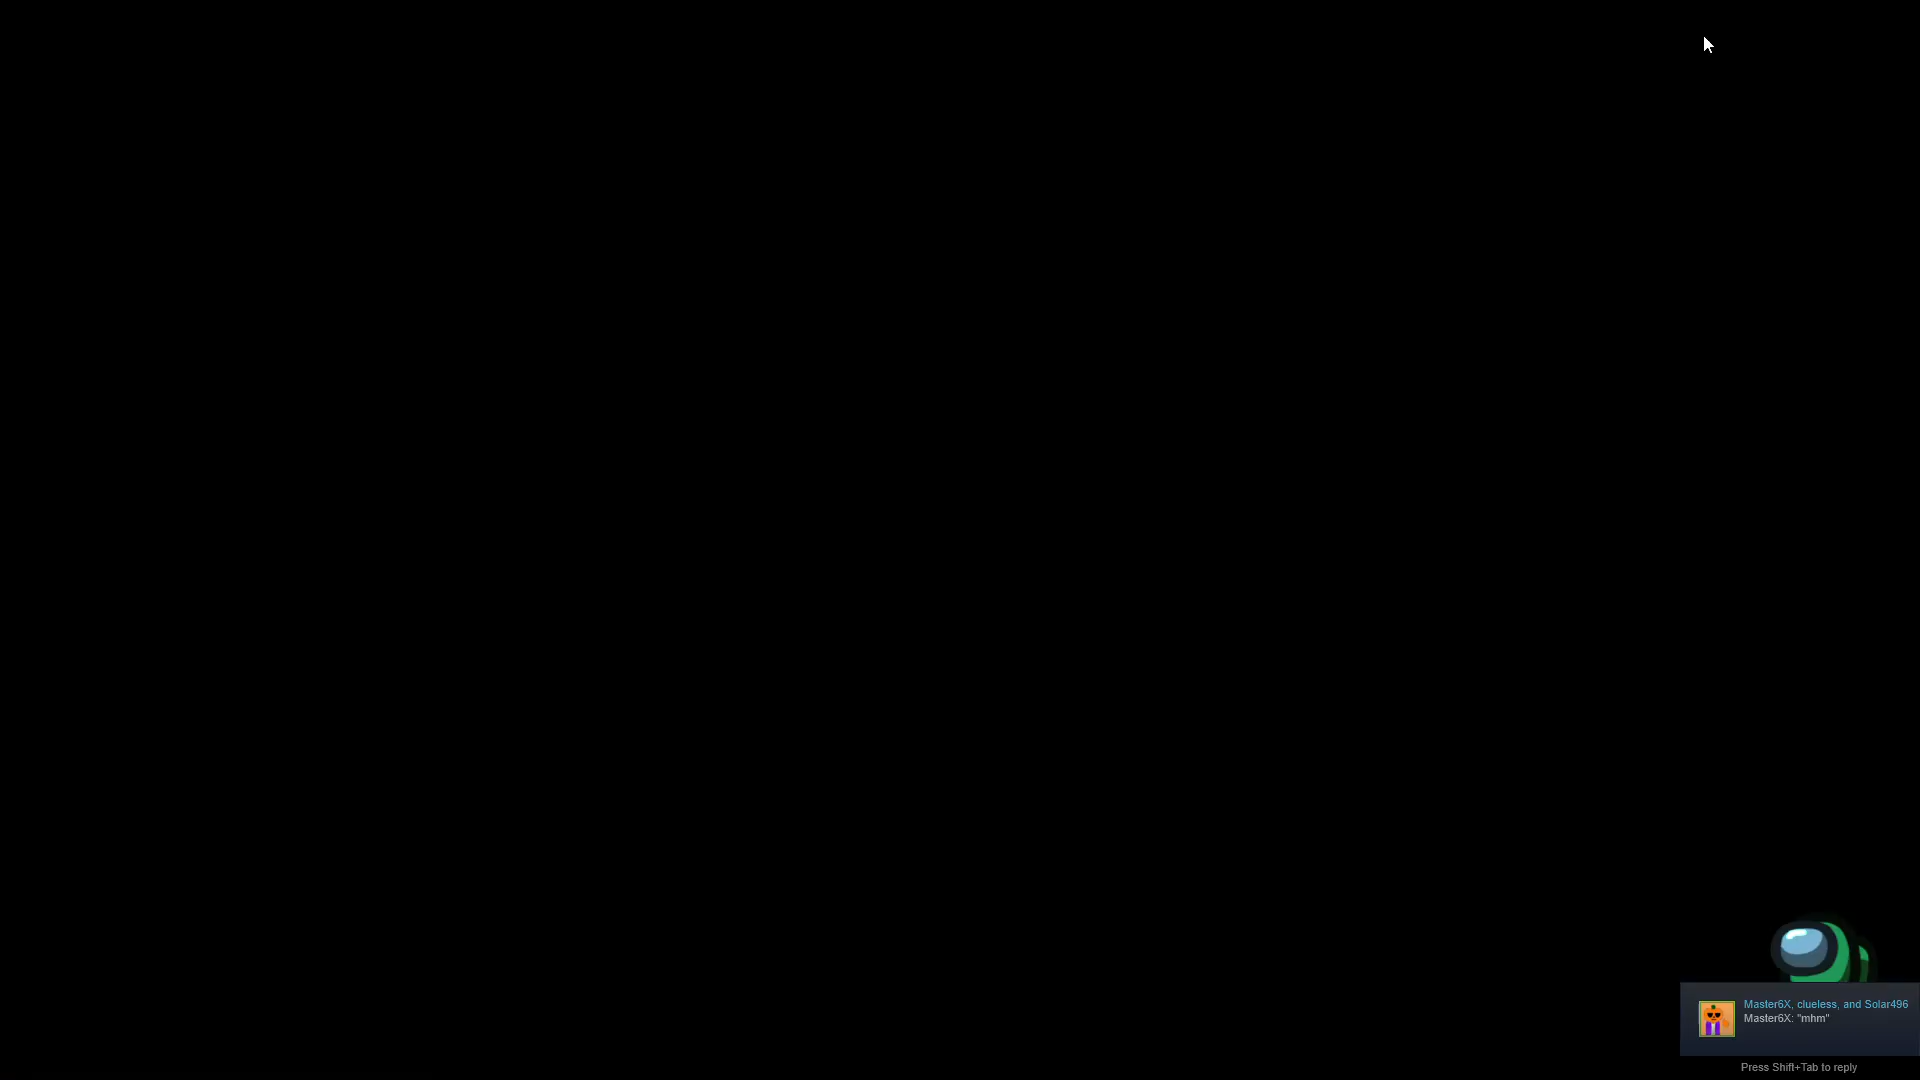 Master6X, clueless, and Solar496
Master6X: "mhm"
Press Shift+Tab to reply